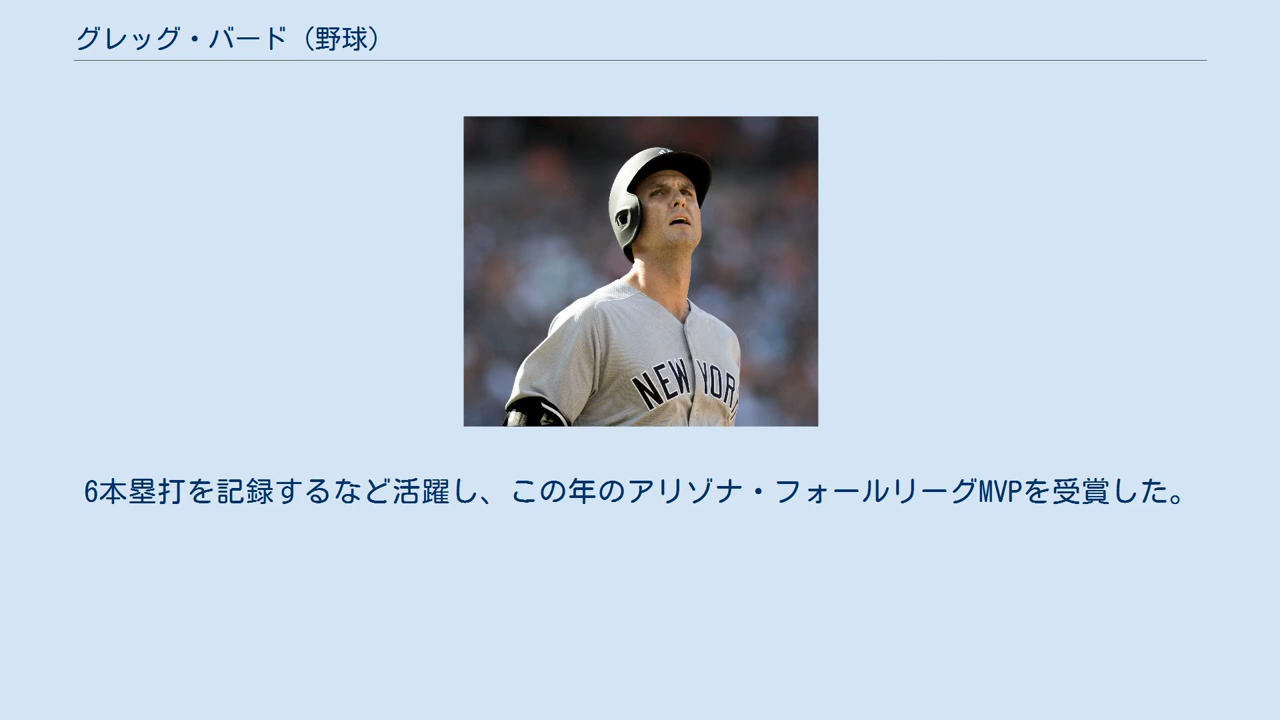 グレッグ・バード（野球）
NEW YORK
6本塁打を記録するなど活躍し、この年のアリゾナ・フォールリーグMVPを受賞した。